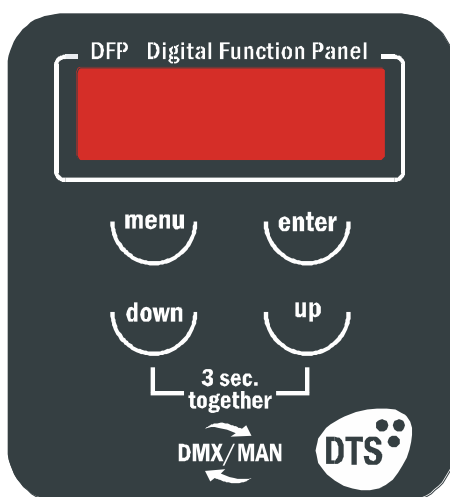 DFP Digital Function Panel
menu enter
down up
3 sec.
together
DMX/MAN
DTS